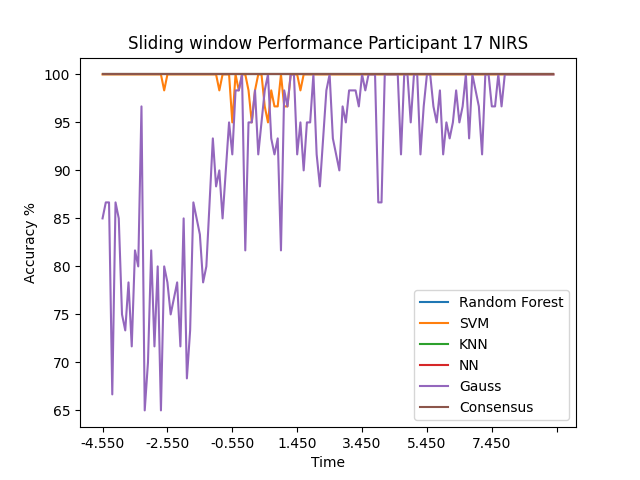 Sliding window Performance Participant 17 NIRS
100
95
90
85
80
75
70
65
Accuracy %
Random Forest
SVM
KNN
NN
Gauss
Consensus
-4.550 -2.550 -0.550 1.450 3.450 5.450 7.450
Time